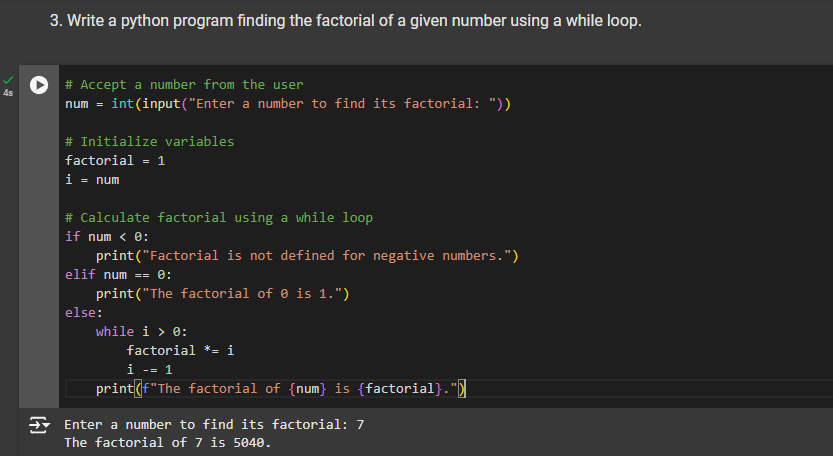 3. Write a python program finding the factorial of a given number using a while loop.
4s
# Accept a number from the user
num = int(input("Enter a number to find its factorial: "))
# Initialize variables
factorial = 1
i = num
# Calculate factorial using a while loop
if num < 0:
    print("Factorial is not defined for negative numbers.")
elif num == 0:
    print("The factorial of 0 is 1.")
else:
    while i > 0:
        factorial *= i
        i -= 1
    print(f"The factorial of {num} is {factorial}.")
Enter a number to find its factorial: 7
The factorial of 7 is 5040.